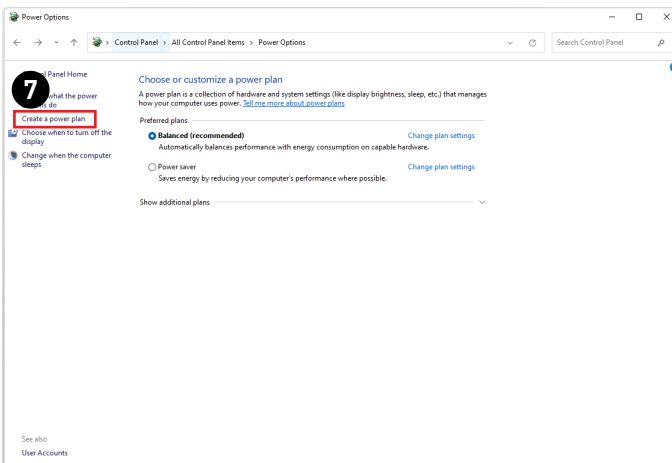 Power Options
Control Panel › All Control Panel Items › Power Options
Search Control Panel
Panel Home
7
what the power
do
Create a power plan
Choose when to turn off the
display
Change when the computer
sleeps
Choose or customize a power plan
A power plan is a collection of hardware and system settings (like display brightness, sleep, etc.) that manages
how your computer uses power. Tell me more about power plans
Preferred plans
Balanced (recommended)
Change plan settings
Automatically balances performance with energy consumption on capable hardware.
Power saver
Change plan settings
Saves energy by reducing your computer's performance where possible.
Show additional plans
See also
User Accounts